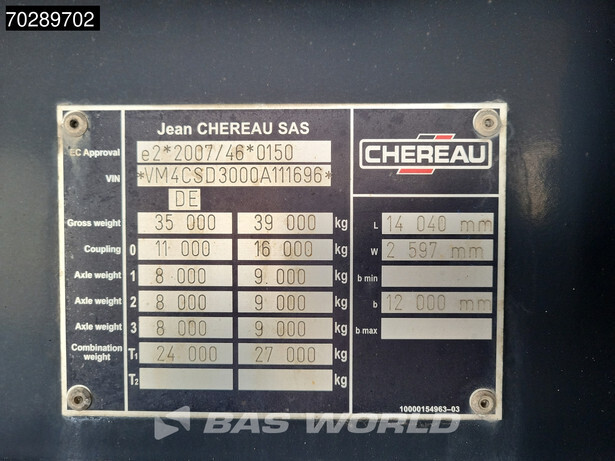 70289702
Jean CHEREAU SAS
EC Approval e2*2007/46*0150
VIN *VM4CSD3000A111696*
DE
CHEREAU
Gross weight 35 000 39 000 kg
Coupling 0 11 000 16 000 kg
Axle weight 1 8 000 9 000 kg
Axle weight 2 8 000 9 000 kg
Axle weight 3 8 000 9 000 kg
Combination weight T1 24 000 27 000 kg
T2 kg
L 14 040 mm
W 2 597 mm
b min
b 12 000 mm
b max
10000154963-03
BAS WORLD